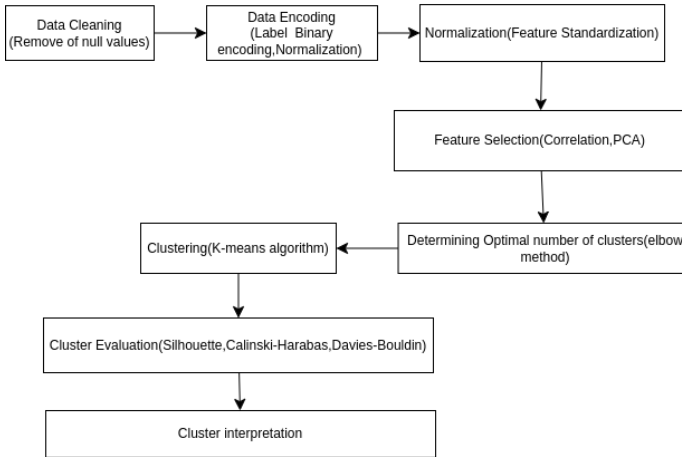 Data Cleaning
(Remove of null values)
Data Encoding
(Label Binary
encoding,Normalization)
Normalization(Feature Standardization)
Feature Selection(Correlation,PCA)
Determining Optimal number of clusters(elbow
method)
Clustering(K-means algorithm)
Cluster Evaluation(Silhouette,Calinski-Harabas,Davies-Bouldin)
Cluster interpretation